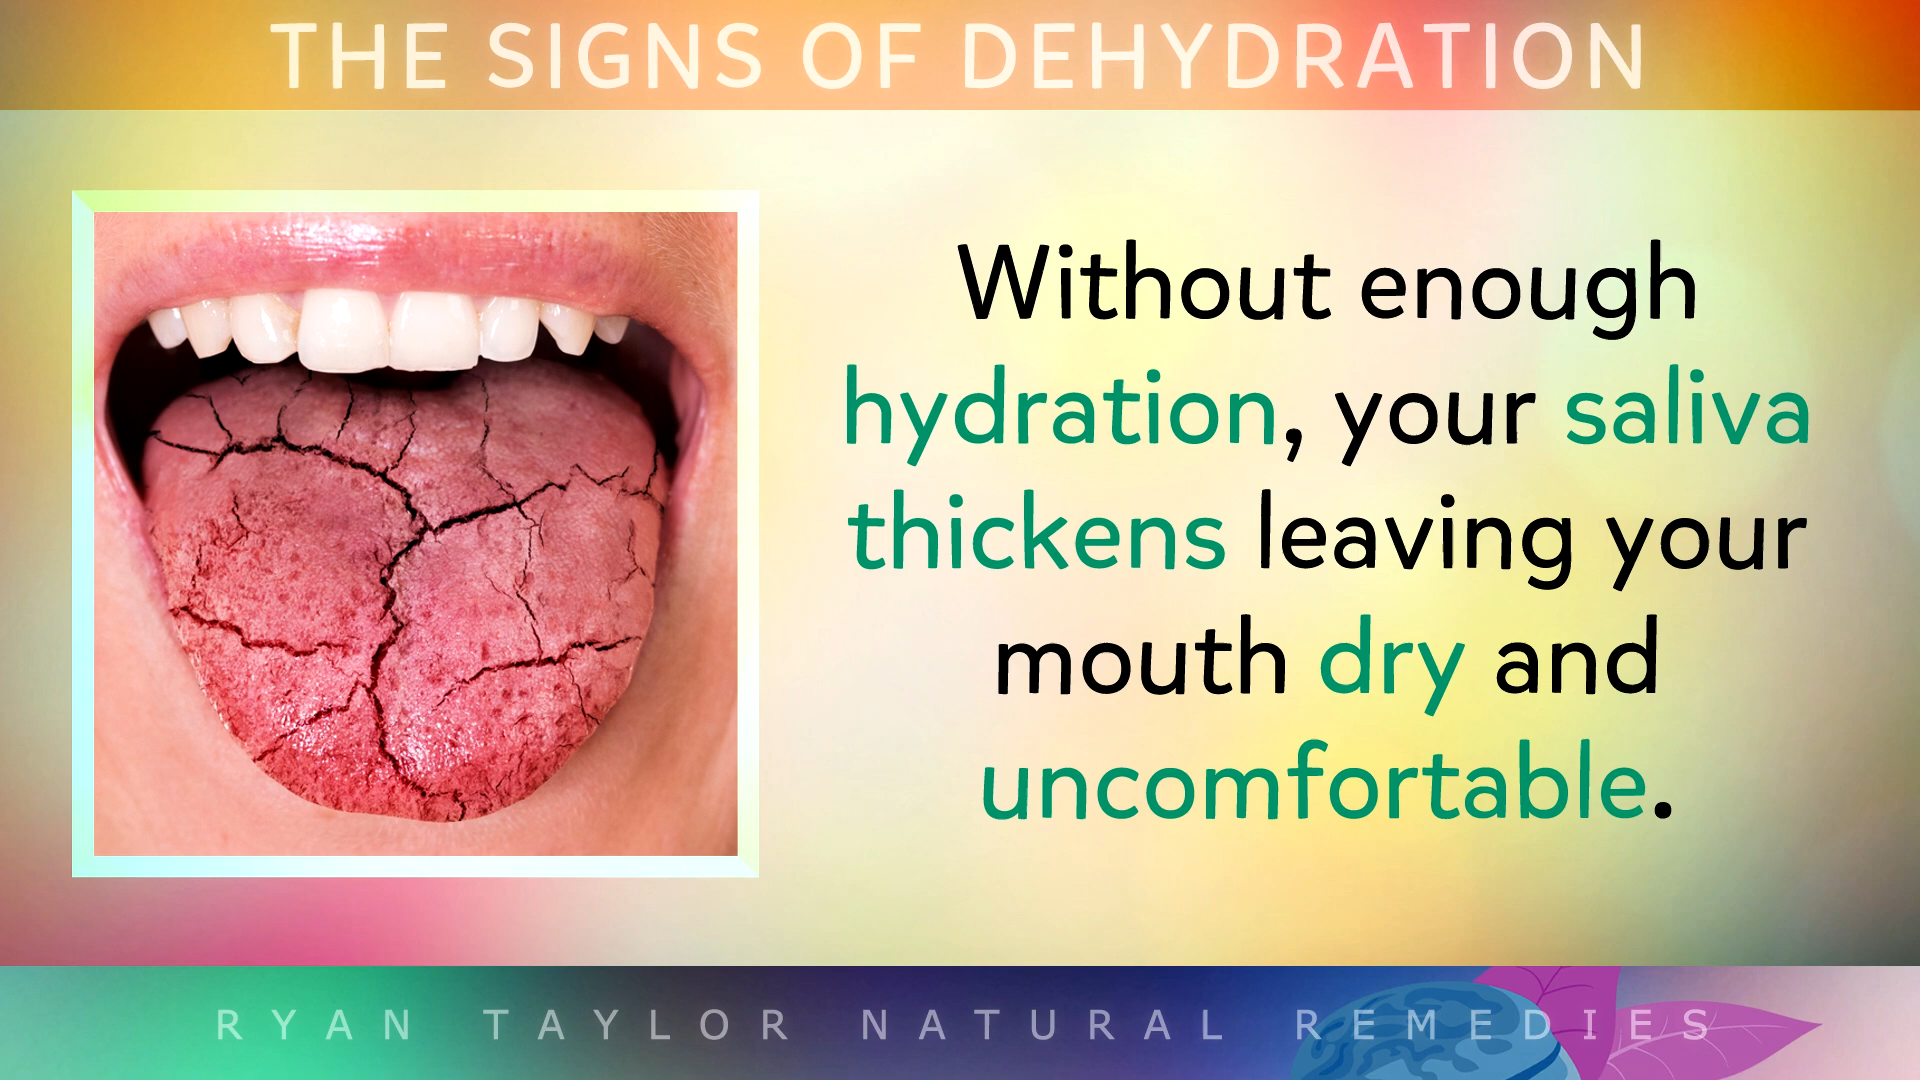 THE SIGNS OF DEHYDRATION
Without enough
hydration, your saliva
thickens leaving your
mouth dry and
uncomfortable.
RYAN TAYLOR NATURAL REMEDIES